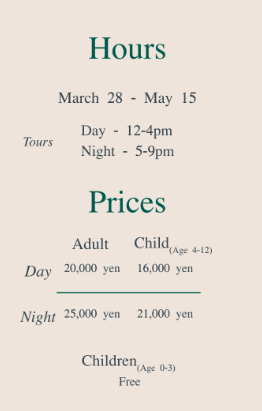 Hours
March 28 - May 15
Tours
Day - 12-4pm
Night - 5-9pm
Prices
Adult Child (Age 4-12)
Day 20,000 yen 16,000 yen
Night 25,000 yen 21,000 yen
Children (Age 0-3)
Free